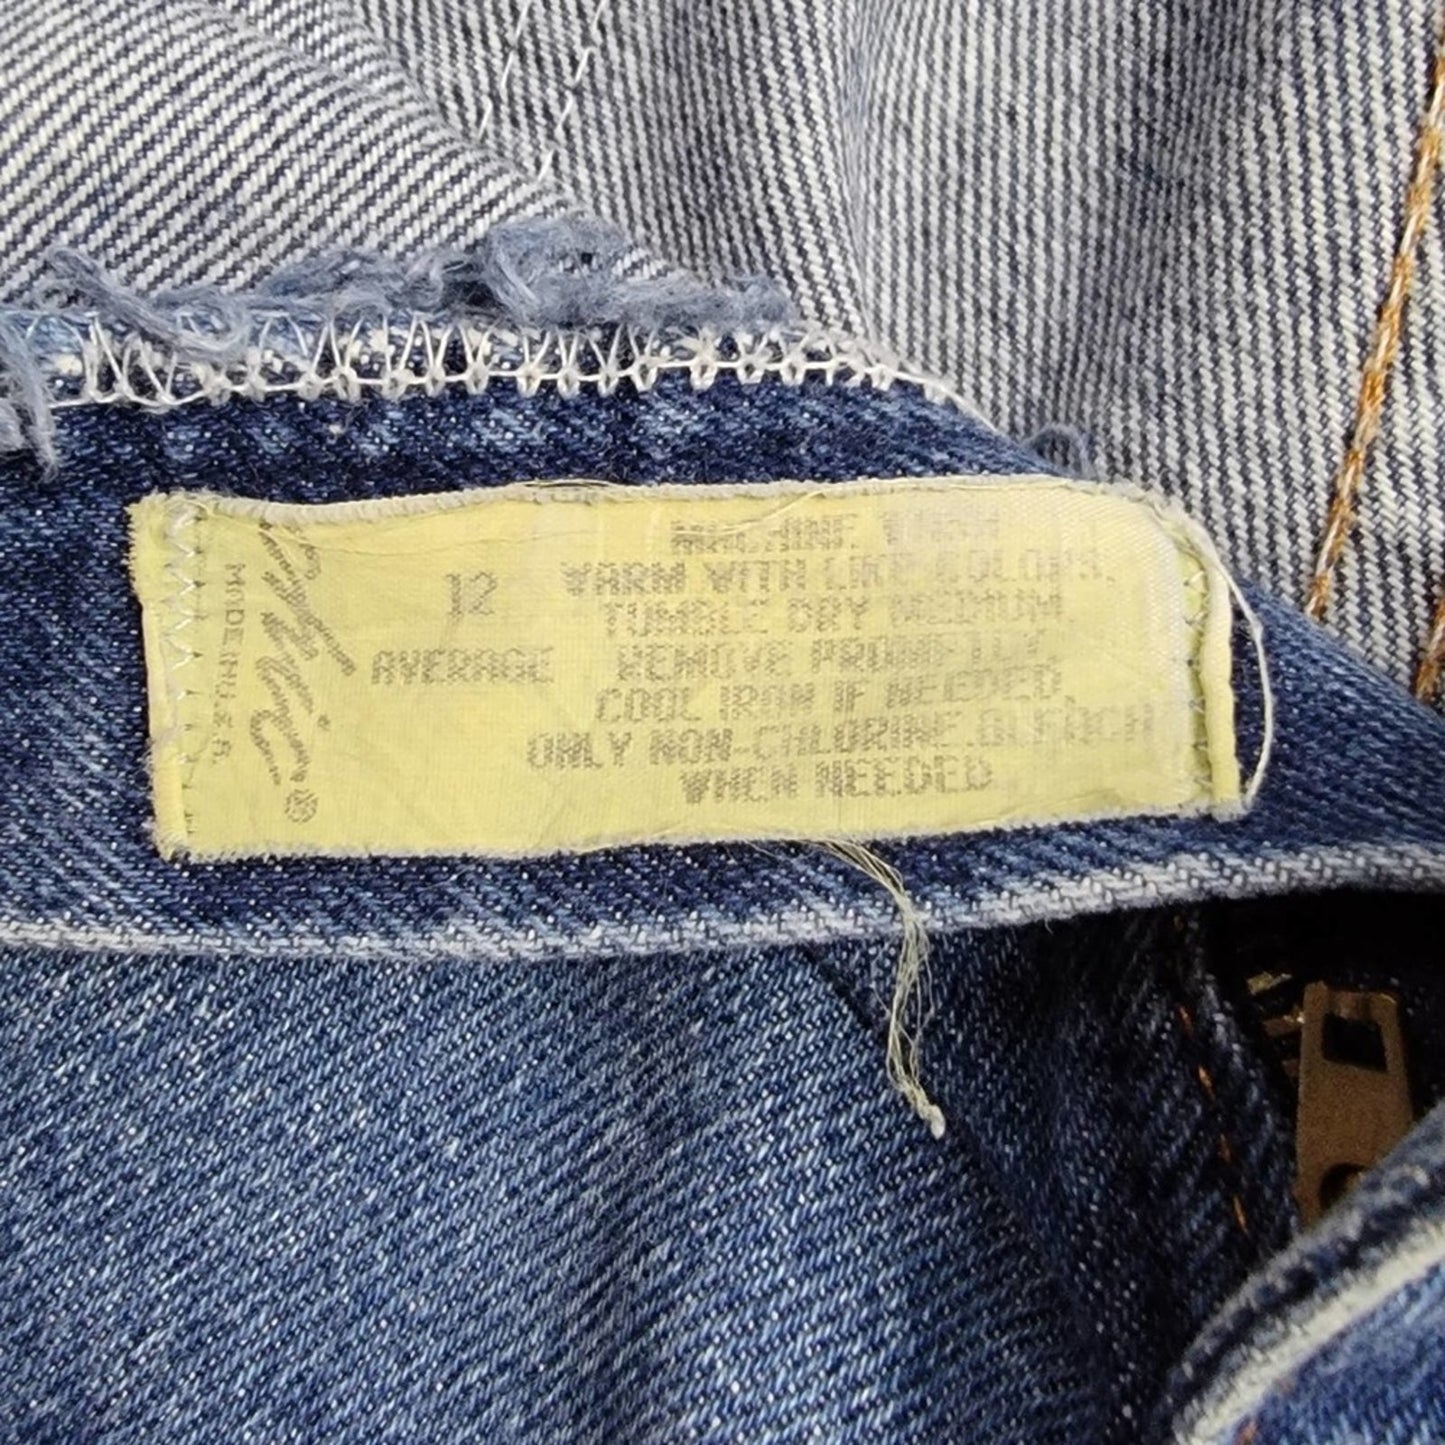 MADE IN U.S.A.
12
AVERAGE
MACHINE WASH
WARM WITH LIKE COLORS.
TUMBLE DRY MEDIUM.
REMOVE PROMPTLY.
COOL IRON IF NEEDED.
ONLY NON-CHLORINE BLEACH
WHEN NEEDED